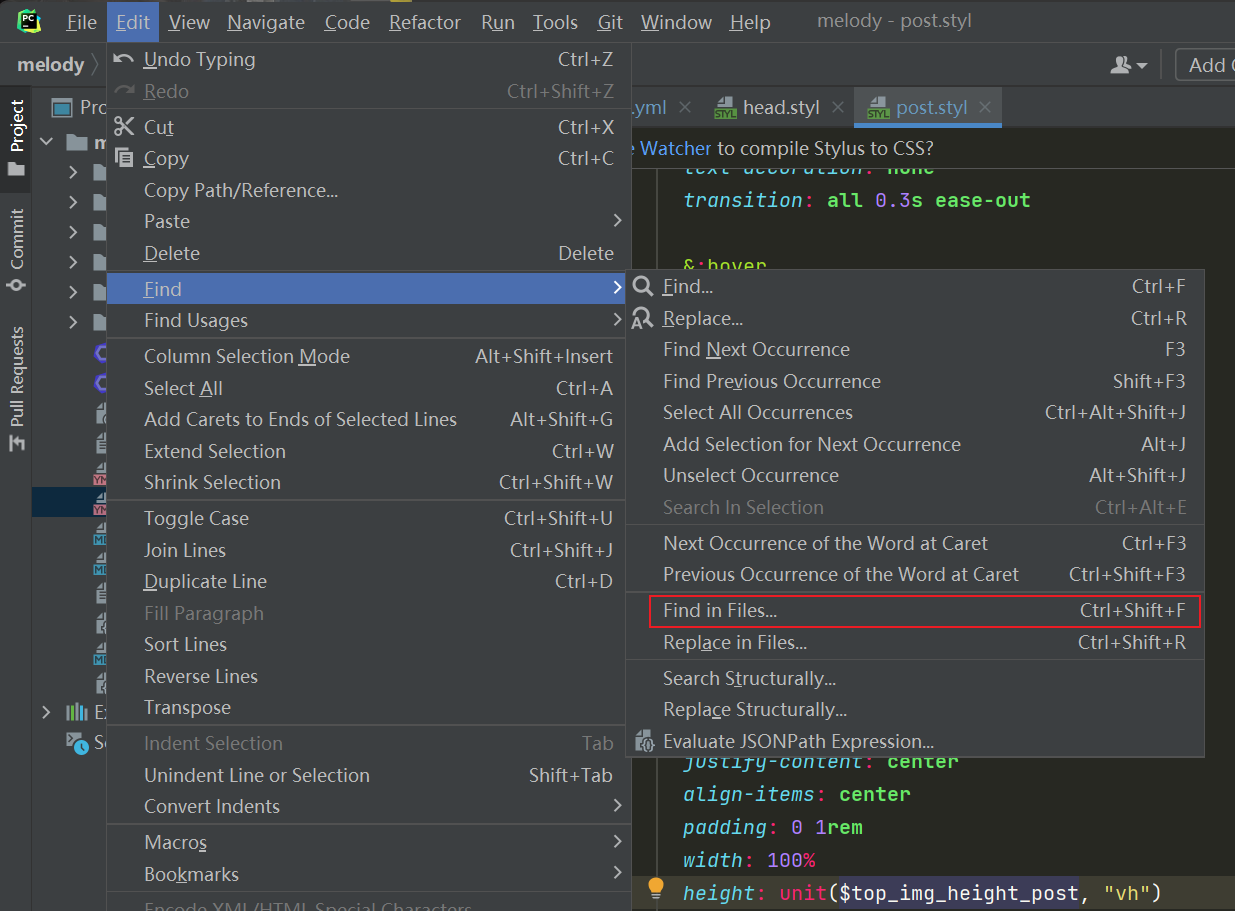 PC File Edit View Navigate Code Refactor Run Tools Git Window Help melody - post.styl
melody Add
Project
Commit
Pull Requests
.yml head.styl post.styl
Watcher to compile Stylus to CSS?
Undo Typing Ctrl+Z
Redo Ctrl+Shift+Z
Cut Ctrl+X
Copy Ctrl+C
Copy Path/Reference...
Paste
Delete Delete
Find
Find Usages
Column Selection Mode Alt+Shift+Insert
Select All Ctrl+A
Add Carets to Ends of Selected Lines Alt+Shift+G
Extend Selection Ctrl+W
Shrink Selection Ctrl+Shift+W
Toggle Case Ctrl+Shift+U
Join Lines Ctrl+Shift+J
Duplicate Line Ctrl+D
Fill Paragraph
Sort Lines
Reverse Lines
Transpose
Indent Selection Tab
Unindent Line or Selection Shift+Tab
Convert Indents
Macros
Bookmarks
Encode XML/HTML Special Characters
Find... Ctrl+F
Replace... Ctrl+R
Find Next Occurrence F3
Find Previous Occurrence Shift+F3
Select All Occurrences Ctrl+Alt+Shift+J
Add Selection for Next Occurrence Alt+J
Unselect Occurrence Alt+Shift+J
Search In Selection Ctrl+Alt+E
Next Occurrence of the Word at Caret Ctrl+F3
Previous Occurrence of the Word at Caret Ctrl+Shift+F3
Find in Files... Ctrl+Shift+F
Replace in Files... Ctrl+Shift+R
Search Structurally...
Replace Structurally...
Evaluate JSONPath Expression...
text-decoration: none
transition: all 0.3s ease-out
&:hover
justify-content: center
align-items: center
padding: 0 1rem
width: 100%
height: unit($top_img_height_post, "vh")